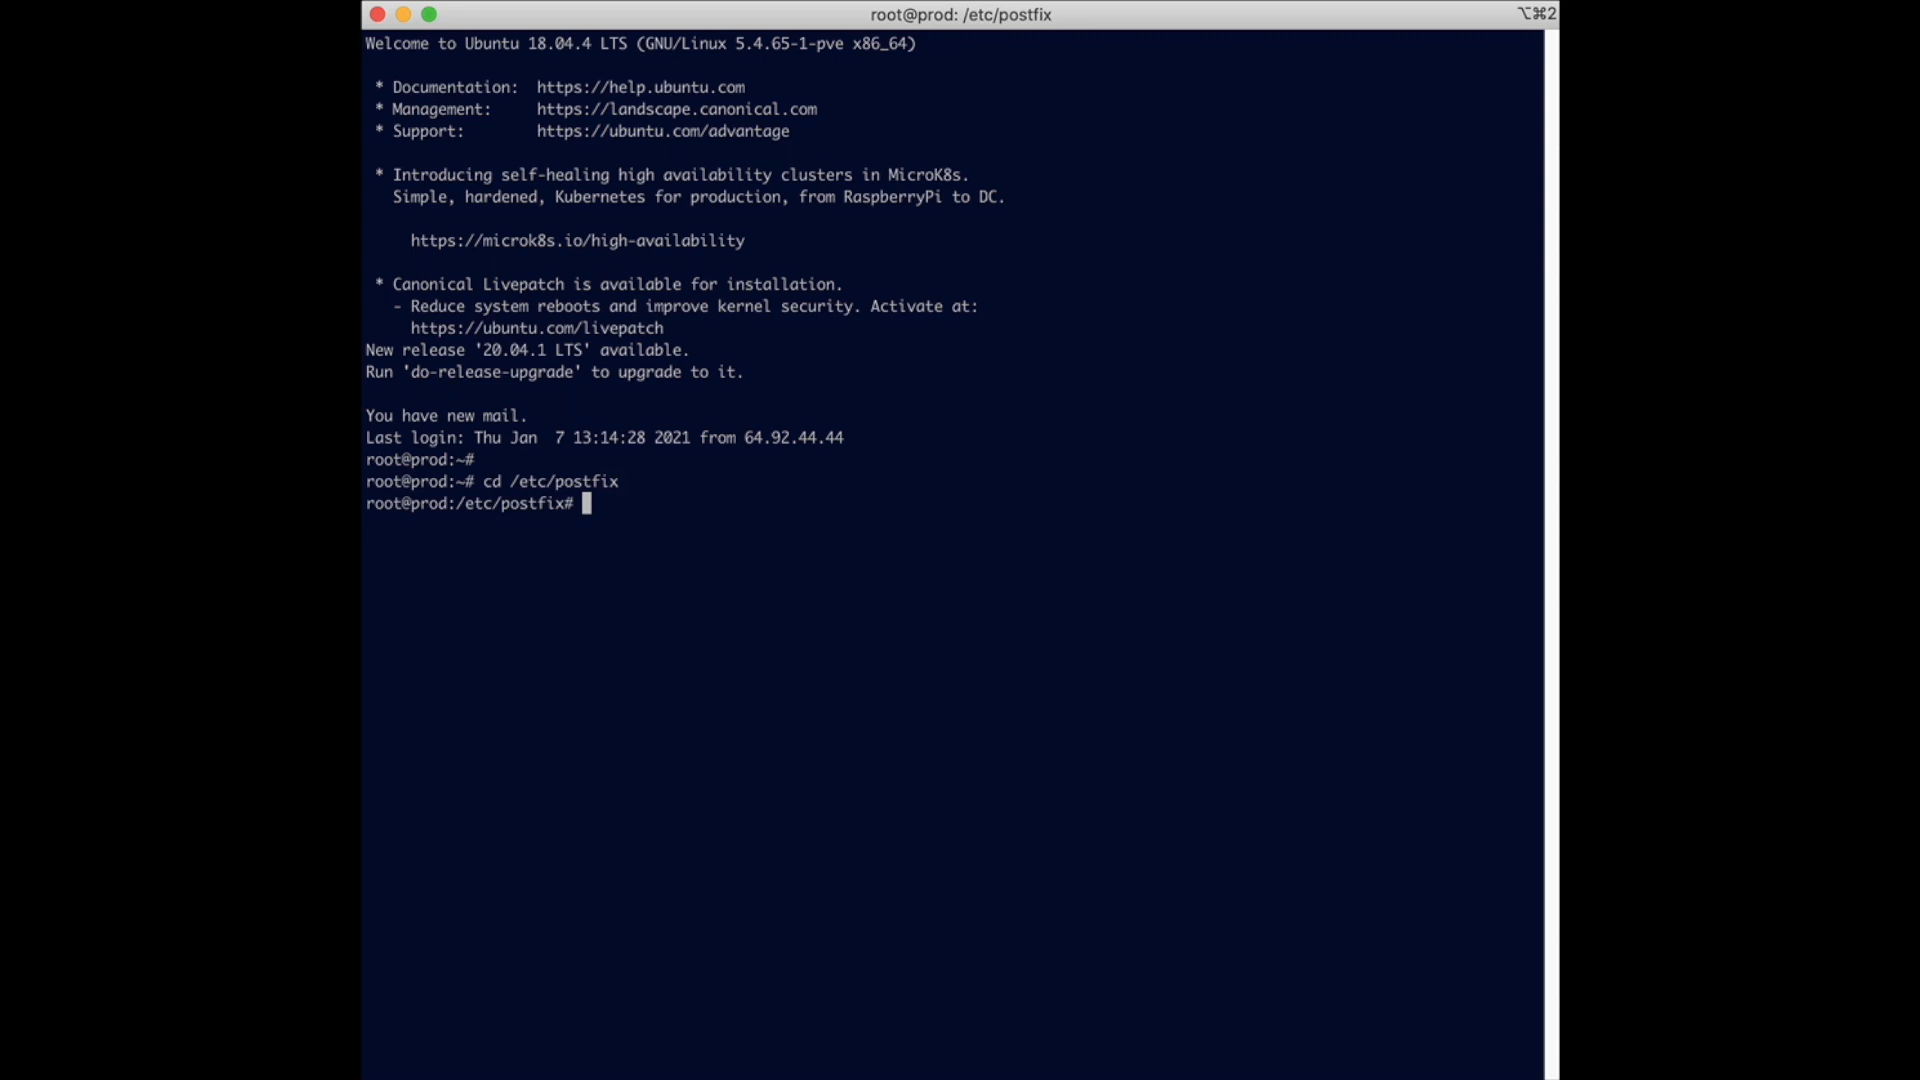 root@prod: /etc/postfix
⌥⌘2
Welcome to Ubuntu 18.04.4 LTS (GNU/Linux 5.4.65-1-pve x86_64)
* Documentation:  https://help.ubuntu.com
* Management:     https://landscape.canonical.com
* Support:        https://ubuntu.com/advantage
* Introducing self-healing high availability clusters in MicroK8s.
Simple, hardened, Kubernetes for production, from RaspberryPi to DC.
https://microk8s.io/high-availability
* Canonical Livepatch is available for installation.
- Reduce system reboots and improve kernel security. Activate at:
https://ubuntu.com/livepatch
New release '20.04.1 LTS' available.
Run 'do-release-upgrade' to upgrade to it.
You have new mail.
Last login: Thu Jan  7 13:14:28 2021 from 64.92.44.44
root@prod:~#
root@prod:~# cd /etc/postfix
root@prod:/etc/postfix#